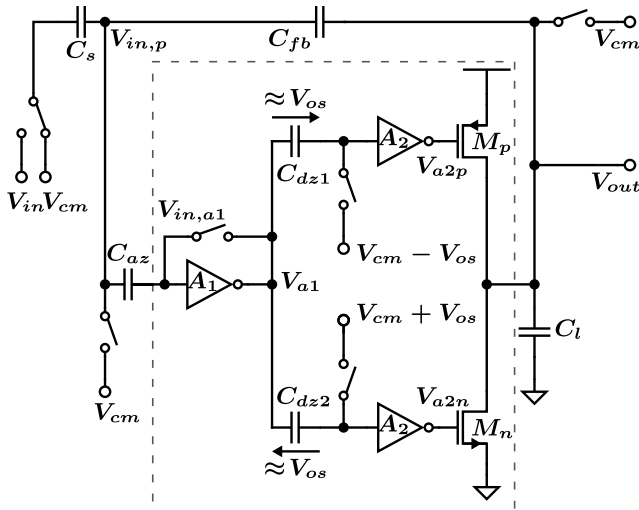 C_s
V_{in,p}
C_{fb}
V_{cm}
≈V_{os}
A_2
M_p
C_{dz1}
V_{a2p}
V_{out}
V_{in}V_{cm}
V_{in,a1}
C_{az}
V_{cm} − V_{os}
A_1
V_{a1}
V_{cm} + V_{os}
C_l
V_{cm}
C_{dz2}
V_{a2n}
A_2
M_n
≈V_{os}